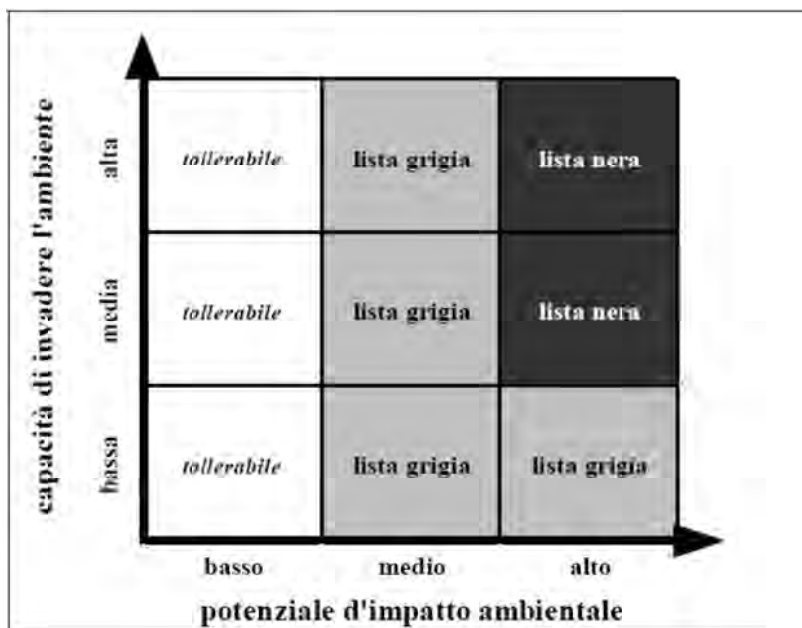 capacità di invadere l'ambiente
alta
tollerabile
lista grigia
lista nera
media
tollerabile
lista grigia
lista nera
bassa
tollerabile
lista grigia
lista grigia
basso
medio
alto
potenziale d'impatto ambientale